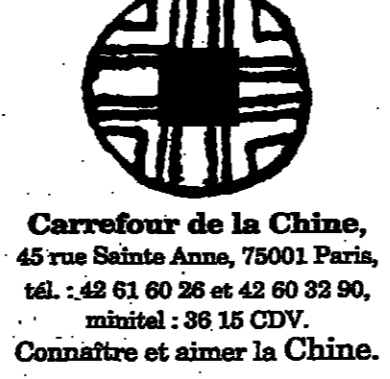 Carrefour de la Chine,
45 rue Sainte Anne, 75001 Paris,
tél. : 42 61 60 26 et 42 60 32 90,
minitel : 36 15 CDV.
Connaître et aimer la Chine.